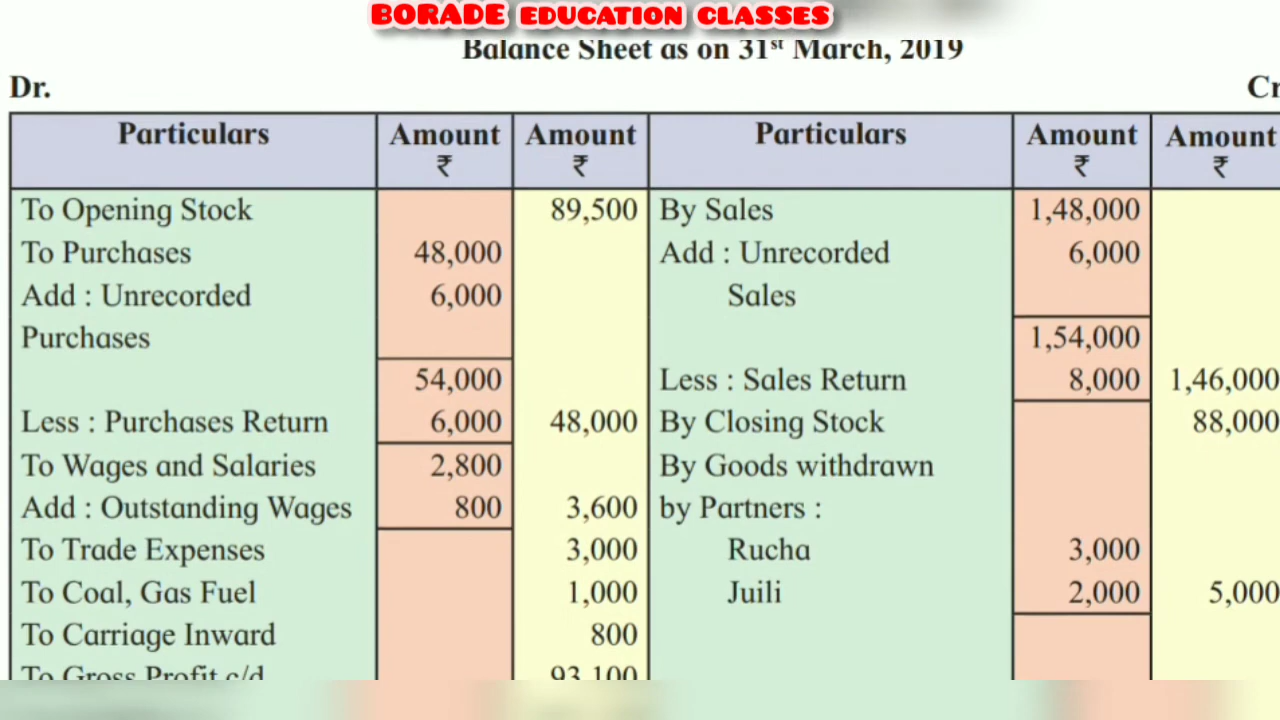 BORADE EDUCATION CLASSES
Balance Sheet as on 31st March, 2019
Dr. Cr
Particulars Amount ₹ Amount ₹ Particulars Amount ₹ Amount ₹
To Opening Stock 89,500 By Sales 1,48,000
To Purchases 48,000 Add : Unrecorded 6,000
Add : Unrecorded 6,000 Sales
Purchases 1,54,000
54,000 Less : Sales Return 8,000 1,46,000
Less : Purchases Return 6,000 48,000 By Closing Stock 88,000
To Wages and Salaries 2,800 By Goods withdrawn
Add : Outstanding Wages 800 3,600 by Partners :
To Trade Expenses 3,000 Rucha 3,000
To Coal, Gas Fuel 1,000 Juili 2,000 5,000
To Carriage Inward 800
To Gross Profit c/d 93,100